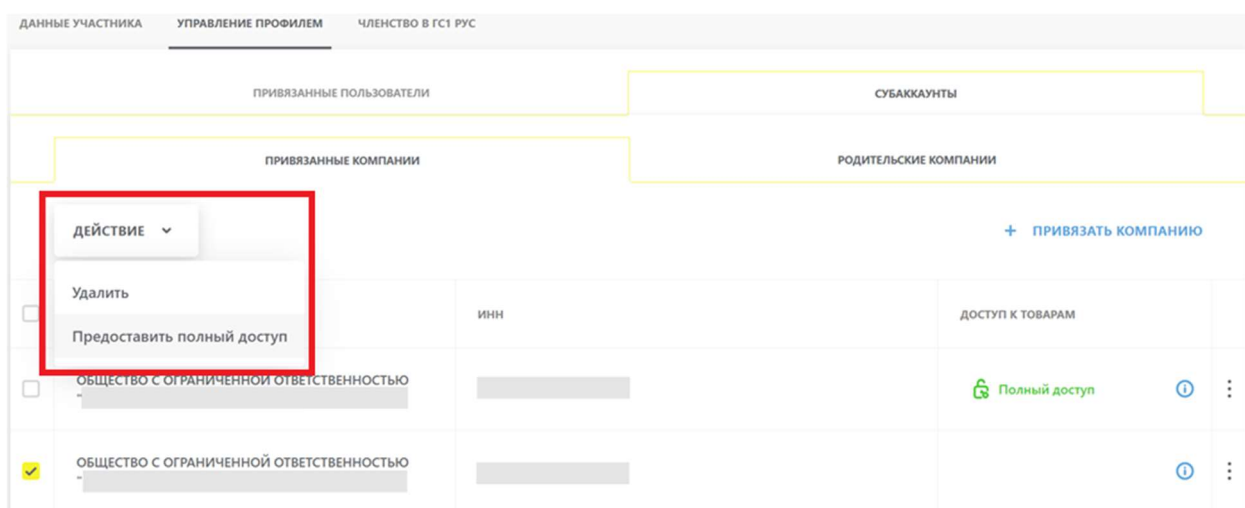 ДАННЫЕ УЧАСТНИКА УПРАВЛЕНИЕ ПРОФИЛЕМ ЧЛЕНСТВО В ГС1 РУС
ПРИВЯЗАННЫЕ ПОЛЬЗОВАТЕЛИ СУБАККАУНТЫ
ПРИВЯЗАННЫЕ КОМПАНИИ РОДИТЕЛЬСКИЕ КОМПАНИИ
ДЕЙСТВИЕ + ПРИВЯЗАТЬ КОМПАНИЮ
Удалить
Предоставить полный доступ
ИНН ДОСТУП К ТОВАРАМ
ОБЩЕСТВО С ОГРАНИЧЕННОЙ ОТВЕТСТВЕННОСТЬЮ
Полный доступ
ОБЩЕСТВО С ОГРАНИЧЕННОЙ ОТВЕТСТВЕННОСТЬЮ